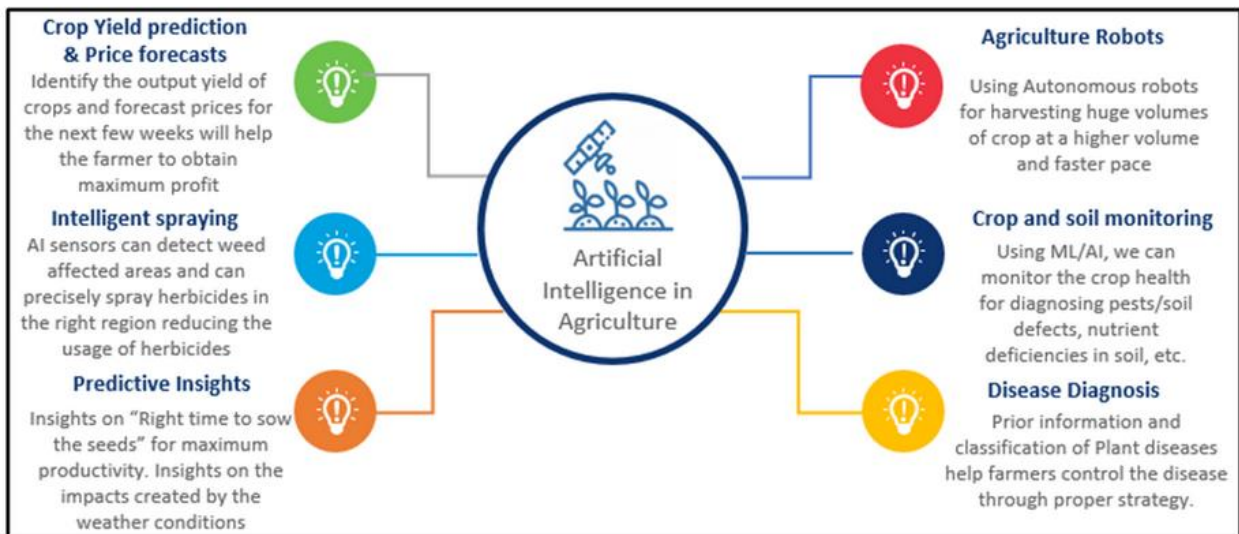 Crop Yield prediction
& Price forecasts
Identify the output yield of
crops and forecast prices for
the next few weeks will help
the farmer to obtain
maximum profit
Intelligent spraying
AI sensors can detect weed
affected areas and can
precisely spray herbicides in
the right region reducing the
usage of herbicides
Predictive Insights
Insights on “Right time to sow
the seeds” for maximum
productivity. Insights on the
impacts created by the
weather conditions
Artificial
Intelligence in
Agriculture
Agriculture Robots
Using Autonomous robots
for harvesting huge volumes
of crop at a higher volume
and faster pace
Crop and soil monitoring
Using ML/AI, we can
monitor the crop health
for diagnosing pests/soil
defects, nutrient
deficiencies in soil, etc.
Disease Diagnosis
Prior information and
classification of Plant diseases
help farmers control the disease
through proper strategy.